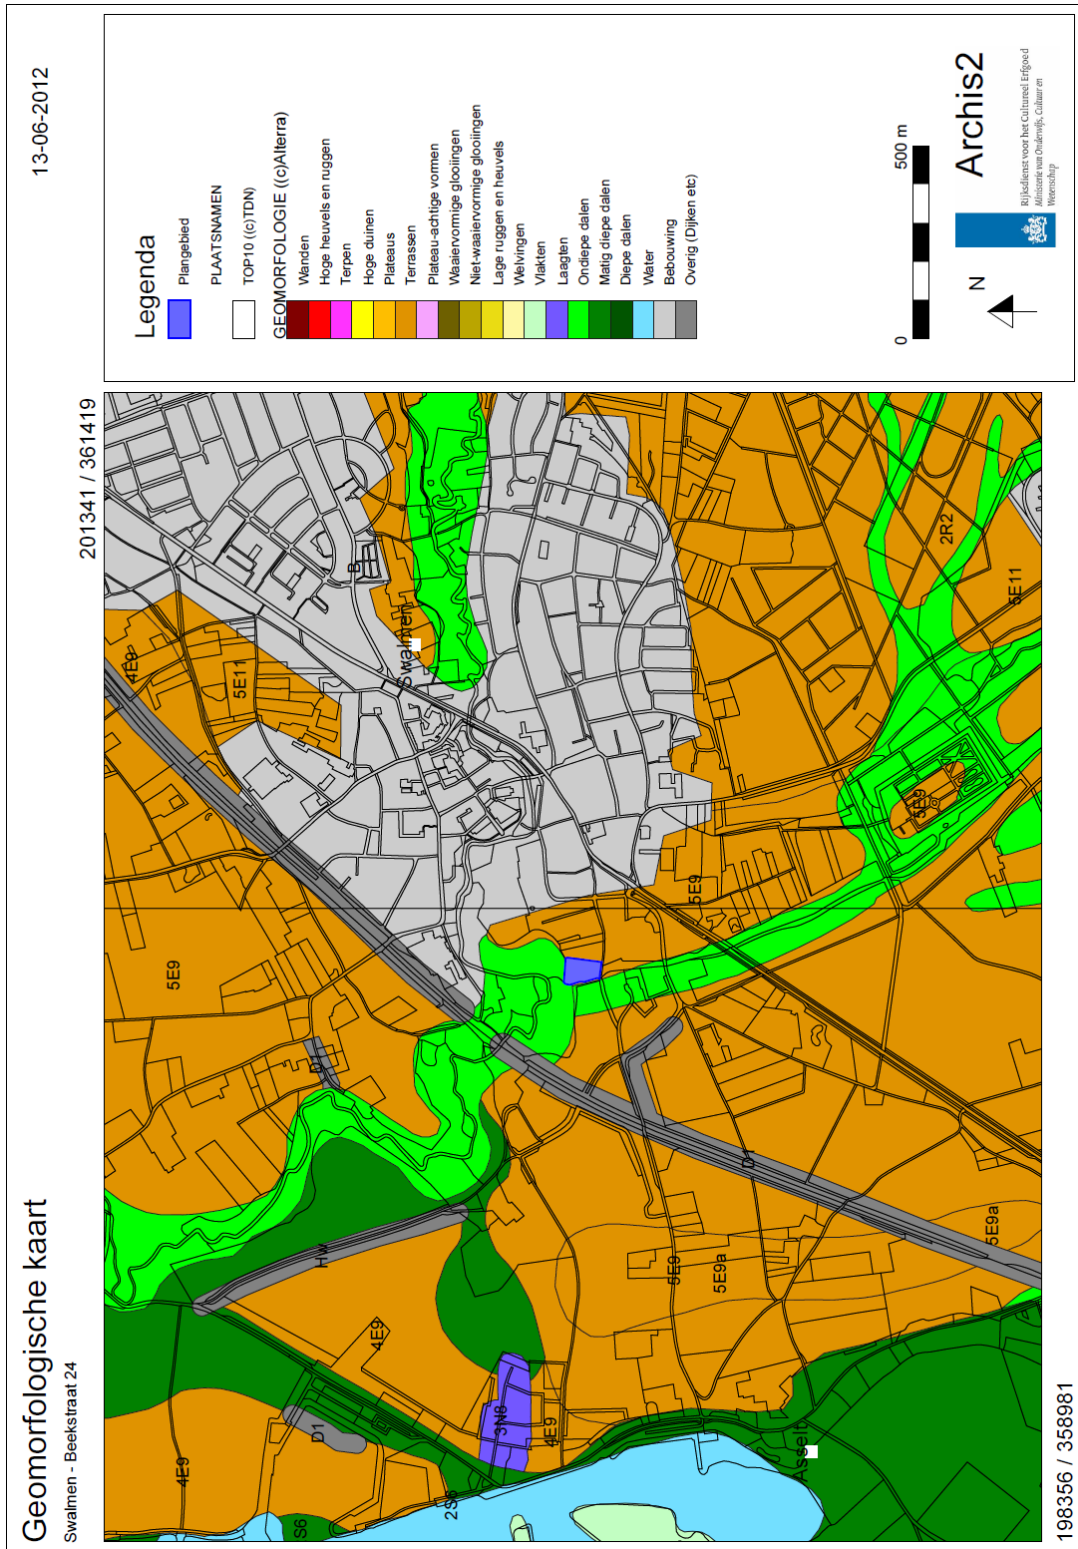 Geomorfologische kaart
Swalmen - Beekstraat 24
13-06-2012
201341 / 361419
198356 / 358981
4E9
5E11
5E9
B
Swalmen
D1
5E9
2R2
5E11
5E9
HW
4E9
D1
4E9
3N8
4E9
S6
2S6
D1
5E9
5E9a
5E9a
Asselt
Legenda
Plangebied
PLAATSNAMEN
TOP10 ((c)TDN)
GEOMORFOLOGIE ((c)Alterra)
Wanden
Hoge heuvels en ruggen
Terpen
Hoge duinen
Plateaus
Terrassen
Plateau-achtige vormen
Waaiervormige glooiingen
Niet-waaiervormige glooiingen
Lage ruggen en heuvels
Welvingen
Vlakten
Laagten
Ondiepe dalen
Matig diepe dalen
Diepe dalen
Water
Bebouwing
Overig (Dijken etc)
0
500 m
N
Archis2
Rijksdienst voor het Cultureel Erfgoed
Ministerie van Onderwijs, Cultuur en
Wetenschap